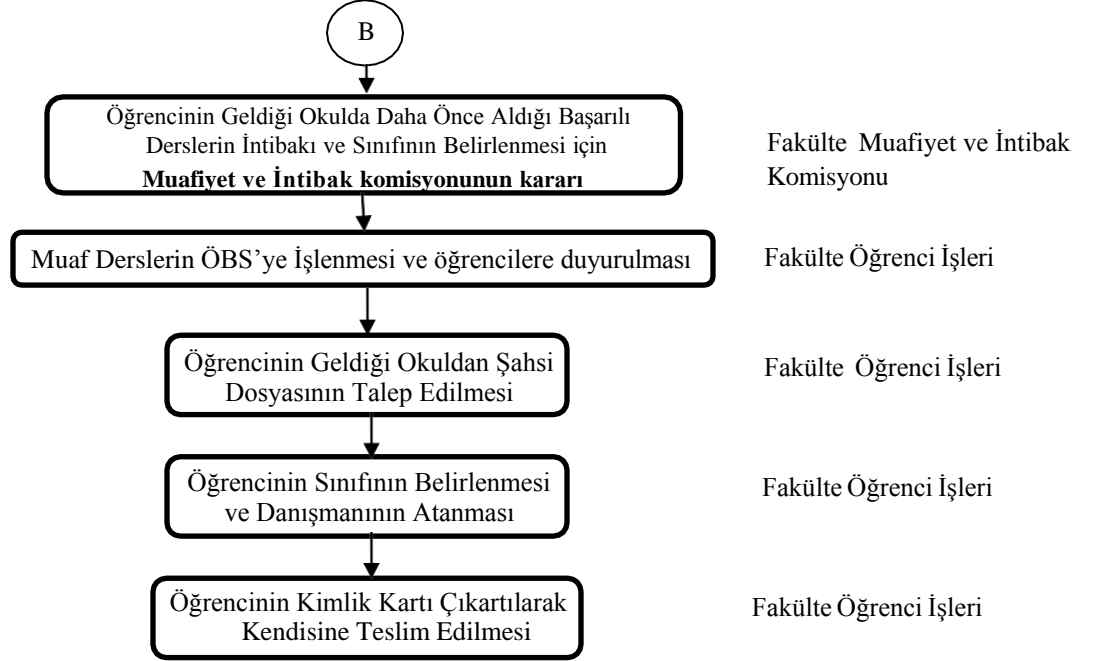 B
Öğrencinin Geldiği Okulda Daha Önce Aldığı Başarılı
Derslerin İntibakı ve Sınıfının Belirlenmesi için
Muafiyet ve İntibak komisyonunun kararı
Fakülte Muafiyet ve İntibak
Komisyonu
Muaf Derslerin ÖBS’ye İşlenmesi ve öğrencilere duyurulması
Fakülte Öğrenci İşleri
Öğrencinin Geldiği Okuldan Şahsi
Dosyasının Talep Edilmesi
Fakülte Öğrenci İşleri
Öğrencinin Sınıfının Belirlenmesi
ve Danışmanının Atanması
Fakülte Öğrenci İşleri
Öğrencinin Kimlik Kartı Çıkartılarak
Kendisine Teslim Edilmesi
Fakülte Öğrenci İşleri